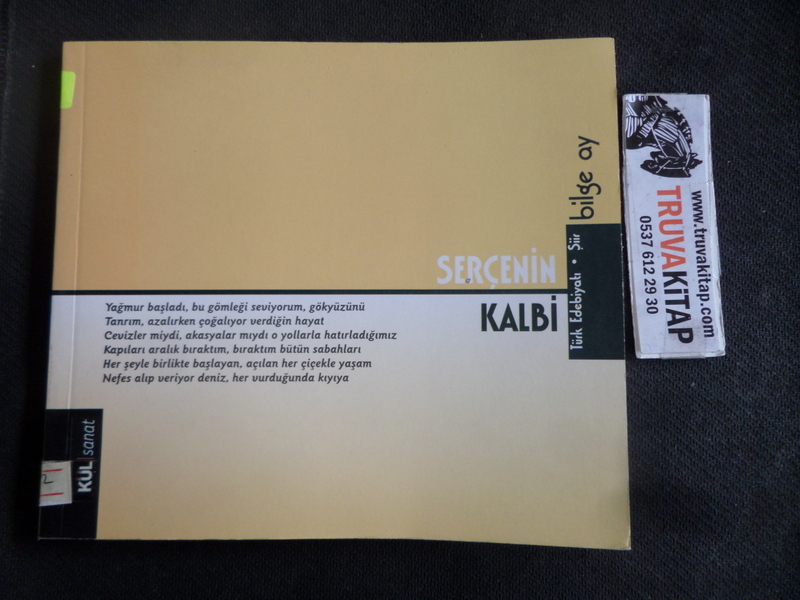 bilge ay
SERÇENİN
KALBİ
Türk Edebiyatı • Şiir
Yağmur başladı, bu gömleği seviyorum, gökyüzünü
Tanrım, azalırken çoğalıyor verdiğin hayat
Cevizler miydi, akasyalar mıydı o yollarla hatırladığımız
Kapıları aralık bıraktım, bıraktım bütün sabahları
Her şeyle birlikte başlayan, açılan her çiçekle yaşam
Nefes alıp veriyor deniz, her vurduğunda kıyıya
KÜL|sanat
2
www.truvakitap.com
TRUVAKİTAP
0537 612 29 30